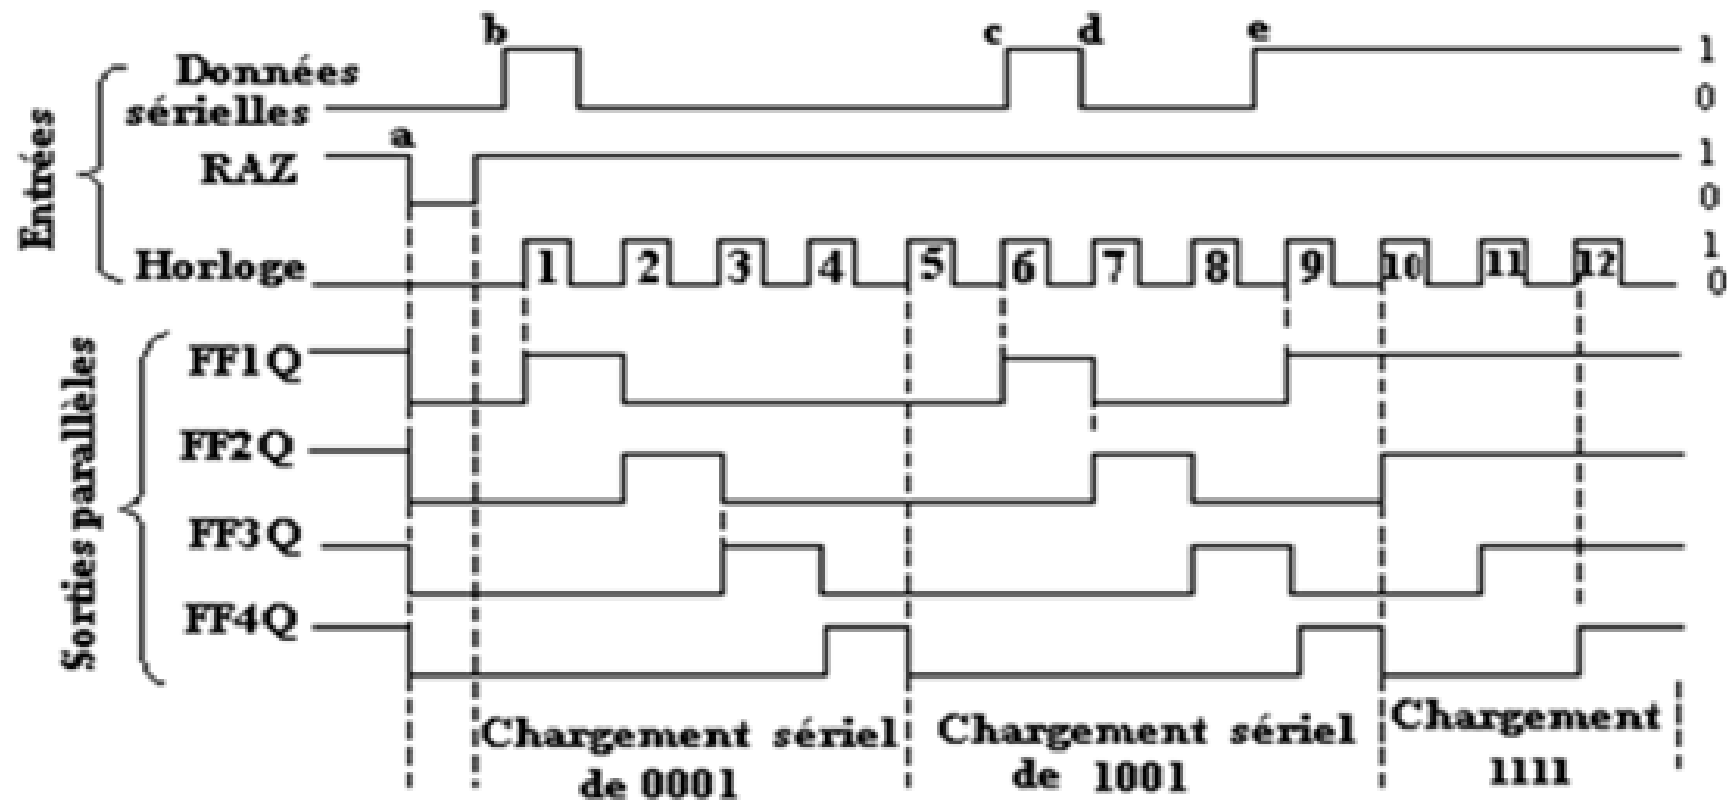 b c d e
Données
sérielles
1
0
a
RAZ
1
0
Entrées
Horloge
1 2 3 4 5 6 7 8 9 10 11 12
1
0
FF1Q
FF2Q
FF3Q
FF4Q
Sorties parallèles
Chargement sériel
de 0001
Chargement sériel
de 1001
Chargement
1111